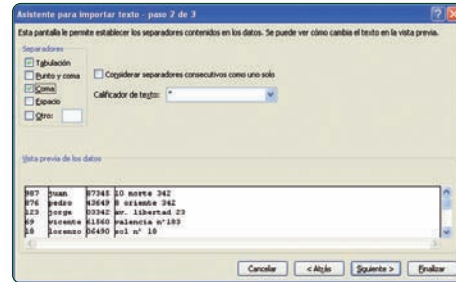 Asistente para importar texto - paso 2 de 3
Esta pantalla le permite establecer los separadores contenidos en los datos. Se puede ver cómo cambia el texto en la vista previa.
Separadores
Tabulación
Punto y coma
Coma
Espacio
Otro:
Considerar separadores consecutivos como uno solo
Calificador de texto: "
Vista previa de los datos
987 juan 87345 10 norte 342
876 pedro 43649 8 oriente 342
123 jorge 03342 av. libertad 23
69 vicente 61560 valencia nº183
18 lorenzo 06490 sol nº 18
Cancelar < Atrás Siguiente > Finalizar